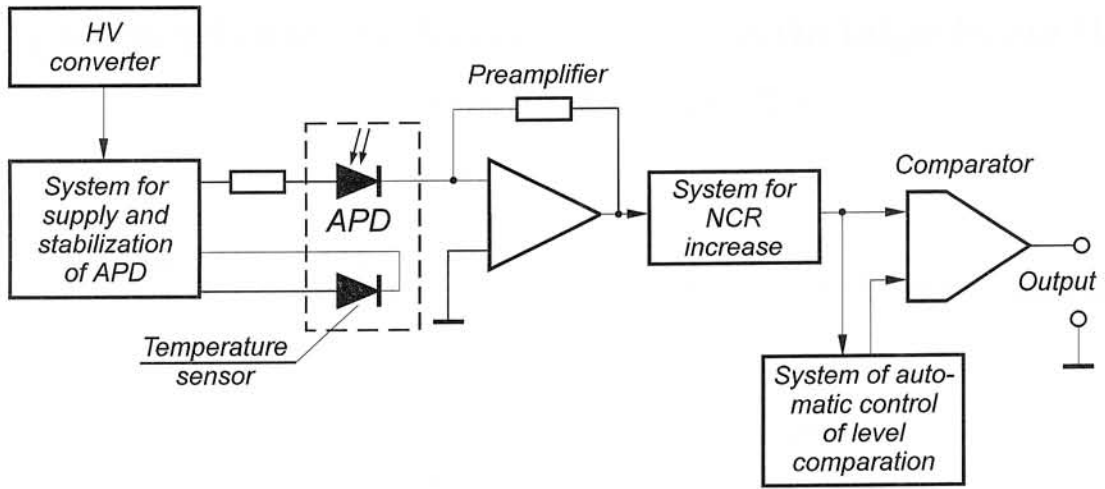 HV
converter
Preamplifier
System for
supply and
stabilization
of APD
APD
Temperature
sensor
System for
NCR
increase
Comparator
Output
System of auto-
matic control
of level
comparation